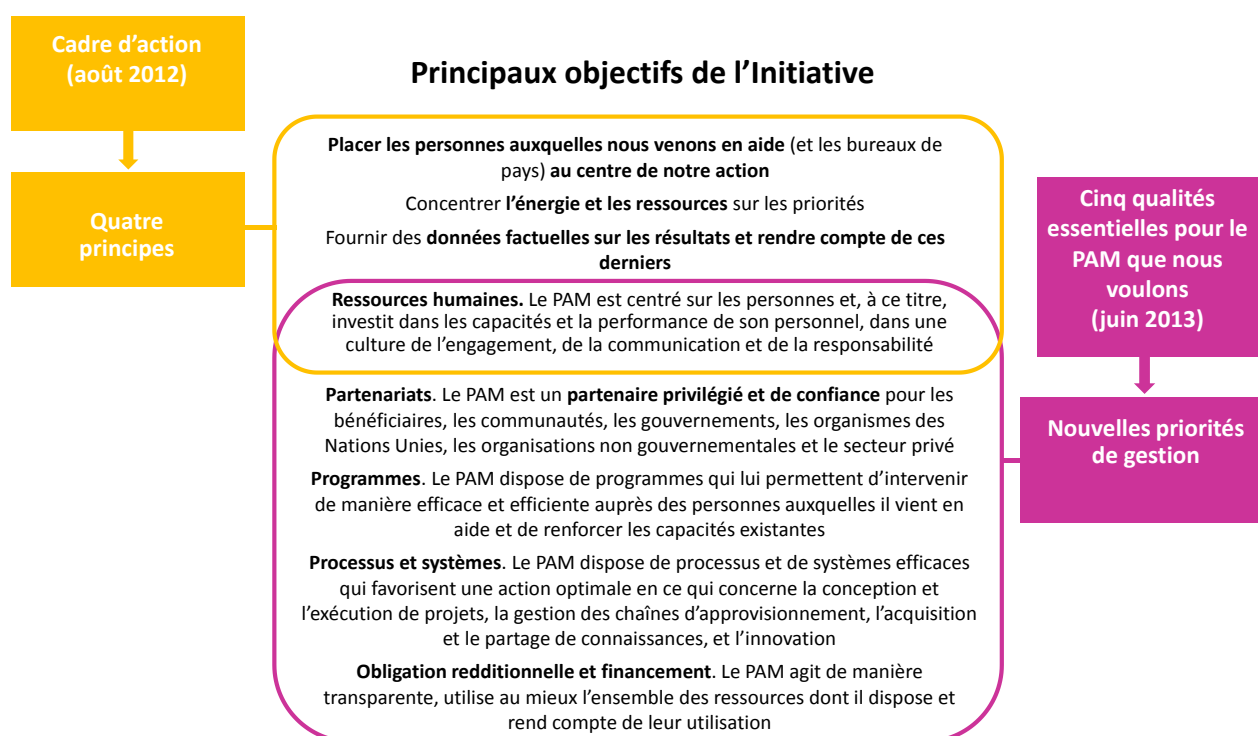 Cadre d'action
(août 2012)
Principaux objectifs de l'Initiative
Quatre
principes
Placer les personnes auxquelles nous venons en aide (et les bureaux de
pays) au centre de notre action
Concentrer l'énergie et les ressources sur les priorités
Fournir des données factuelles sur les résultats et rendre compte de ces
derniers
Ressources humaines. Le PAM est centré sur les personnes et, à ce titre,
investit dans les capacités et la performance de son personnel, dans une
culture de l'engagement, de la communication et de la responsabilité
Partenariats. Le PAM est un partenaire privilégié et de confiance pour les
bénéficiaires, les communautés, les gouvernements, les organismes des
Nations Unies, les organisations non gouvernementales et le secteur privé
Programmes. Le PAM dispose de programmes qui lui permettent d'intervenir
de manière efficace et efficiente auprès des personnes auxquelles il vient en
aide et de renforcer les capacités existantes
Processus et systèmes. Le PAM dispose de processus et de systèmes efficaces
qui favorisent une action optimale en ce qui concerne la conception et
l'exécution de projets, la gestion des chaînes d'approvisionnement, l'acquisition
et le partage de connaissances, et l'innovation
Obligation redditionnelle et financement. Le PAM agit de manière
transparente, utilise au mieux l'ensemble des ressources dont il dispose et
rend compte de leur utilisation
Cinq qualités
essentielles pour le
PAM que nous
voulons
(juin 2013)
Nouvelles priorités
de gestion